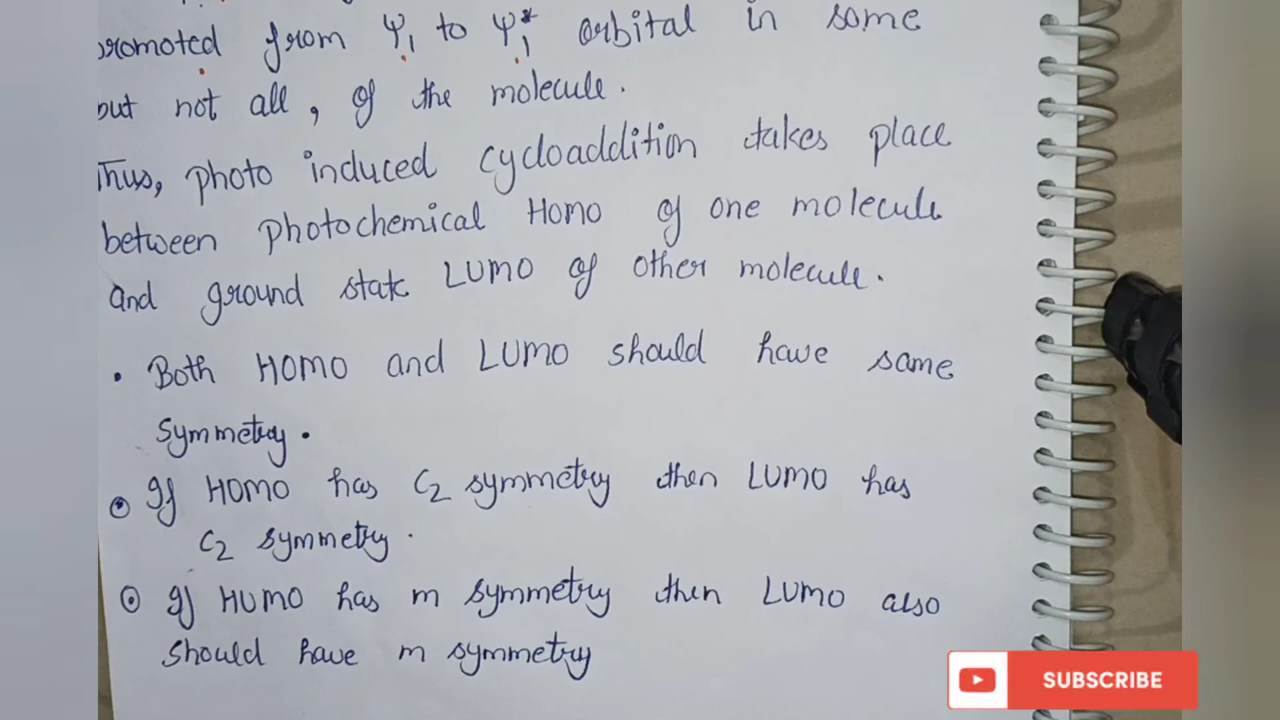 promoted from Ψ₁ to Ψ₁* orbital in some
but not all, of the molecule.
Thus, photo induced cycloaddition takes place
between photochemical Homo of one molecule
and ground state LUMO of other molecule.
• Both HOMO and LUMO should have same
symmetry.
If HOMO has C₂ symmetry then LUMO has
C₂ symmetry.
If HUMO has m symmetry then LUMO also
should have m symmetry
SUBSCRIBE